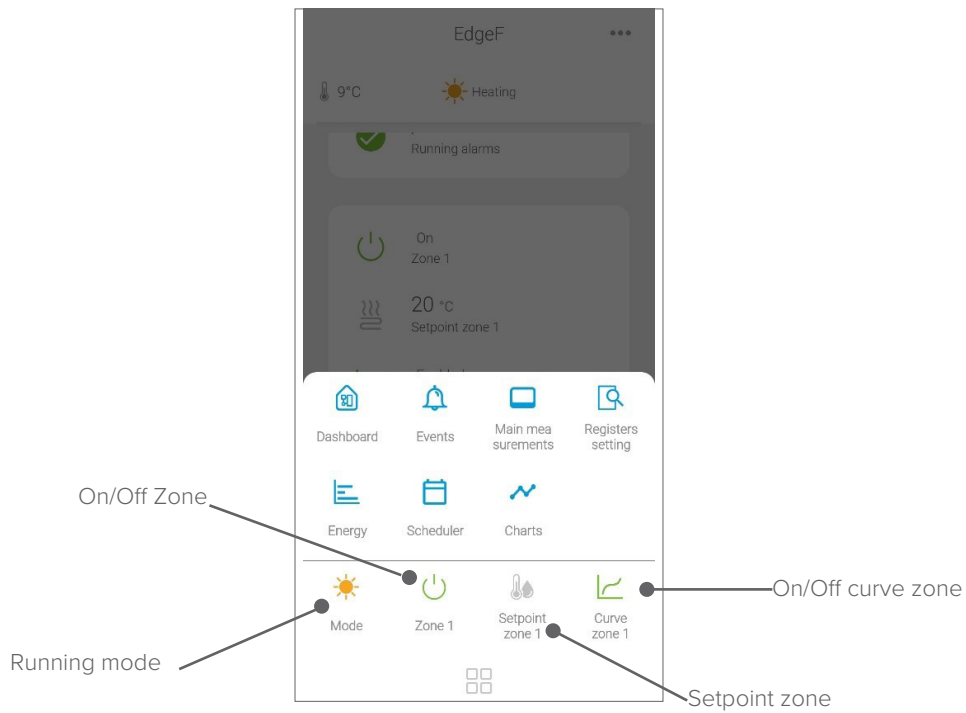 EdgeF
9°C
Heating
Running alarms
On
Zone 1
20 °C
Setpoint zone 1
Dashboard
Events
Main mea
surements
Registers
setting
Energy
Scheduler
Charts
Mode
Zone 1
Setpoint
zone 1
Curve
zone 1
On/Off Zone
Running mode
On/Off curve zone
Setpoint zone